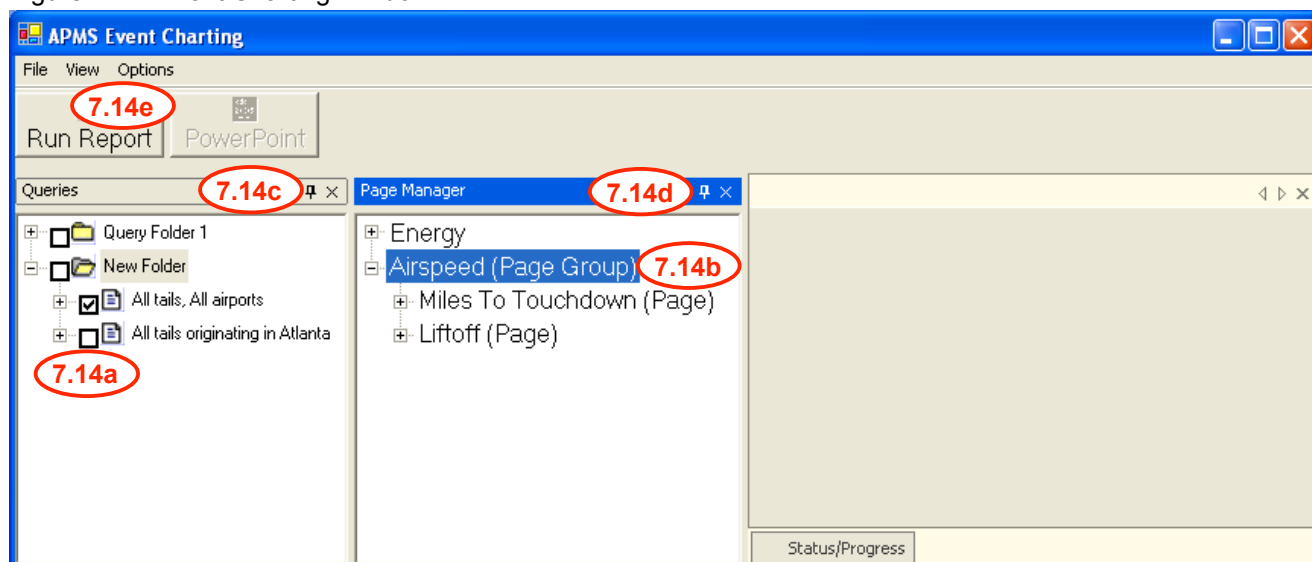 APMS Event Charting
File View Options
7.14e
Run Report PowerPoint
Queries 7.14c Page Manager 7.14d
Query Folder 1
New Folder
All tails, All airports
All tails originating in Atlanta
7.14a
Energy
Airspeed (Page Group) 7.14b
Miles To Touchdown (Page)
Liftoff (Page)
Status/Progress